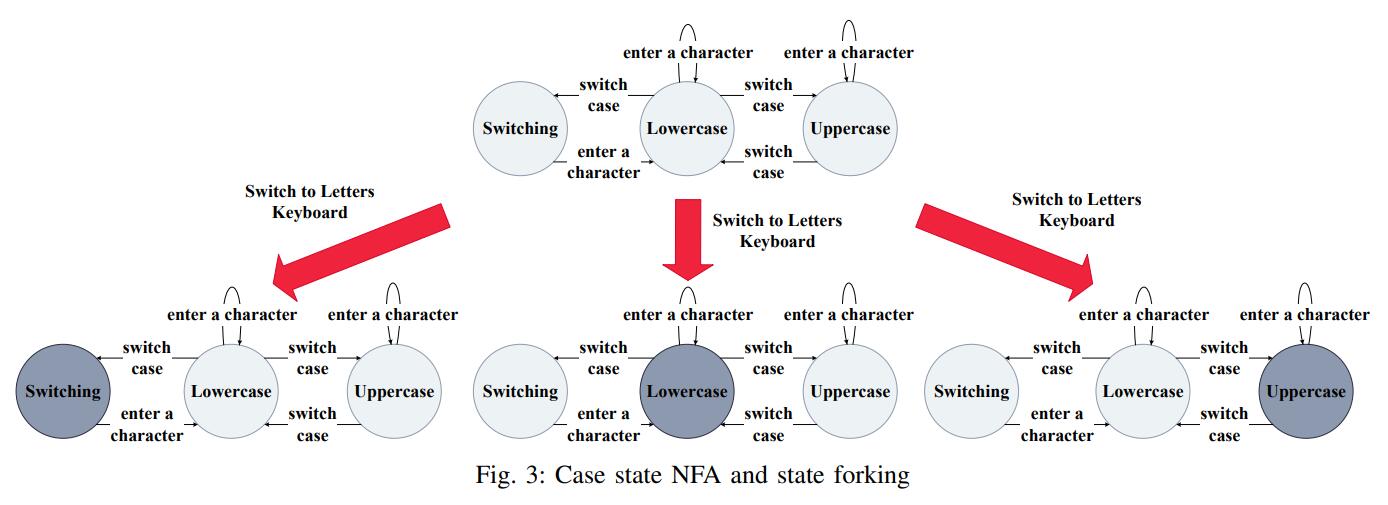 enter a character
enter a character
switch
case
switch
case
Switching
Lowercase
Uppercase
enter a
character
switch
case
Switch to Letters
Keyboard
Switch to Letters
Keyboard
Switch to Letters
Keyboard
enter a character
enter a character
switch
case
switch
case
Switching
Lowercase
Uppercase
enter a
character
switch
case
enter a character
enter a character
switch
case
switch
case
Switching
Lowercase
Uppercase
enter a
character
switch
case
enter a character
enter a character
switch
case
switch
case
Switching
Lowercase
Uppercase
enter a
character
switch
case
Fig. 3: Case state NFA and state forking